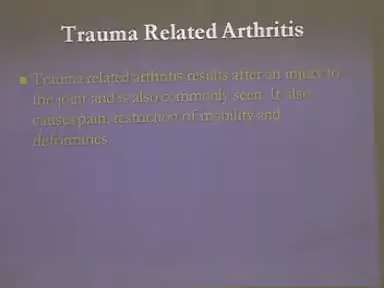 Trauma Related Arthritis
Trauma related arthritis results after an injury to
the joint and is also commonly seen. It also
causes pain, restriction of mobility and
deformities.